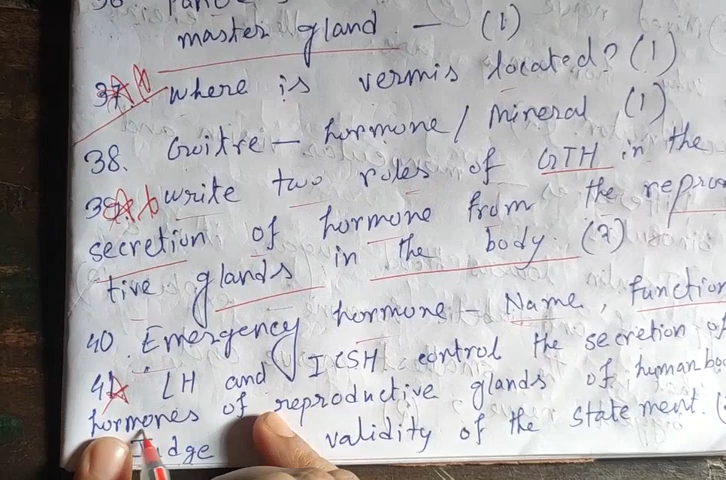 master gland - (1)
37. where is vermis located? (1)
38. Goitre - hormone / Mineral (1)
39. write two roles of GTH in the
secretion of hormone from the reproduc
tive glands in the body. (2)
40. Emergency hormone - Name, function
41. LH and ICSH control the secretion of
hormones of reproductive glands of human bo
Judge validity of the statement.